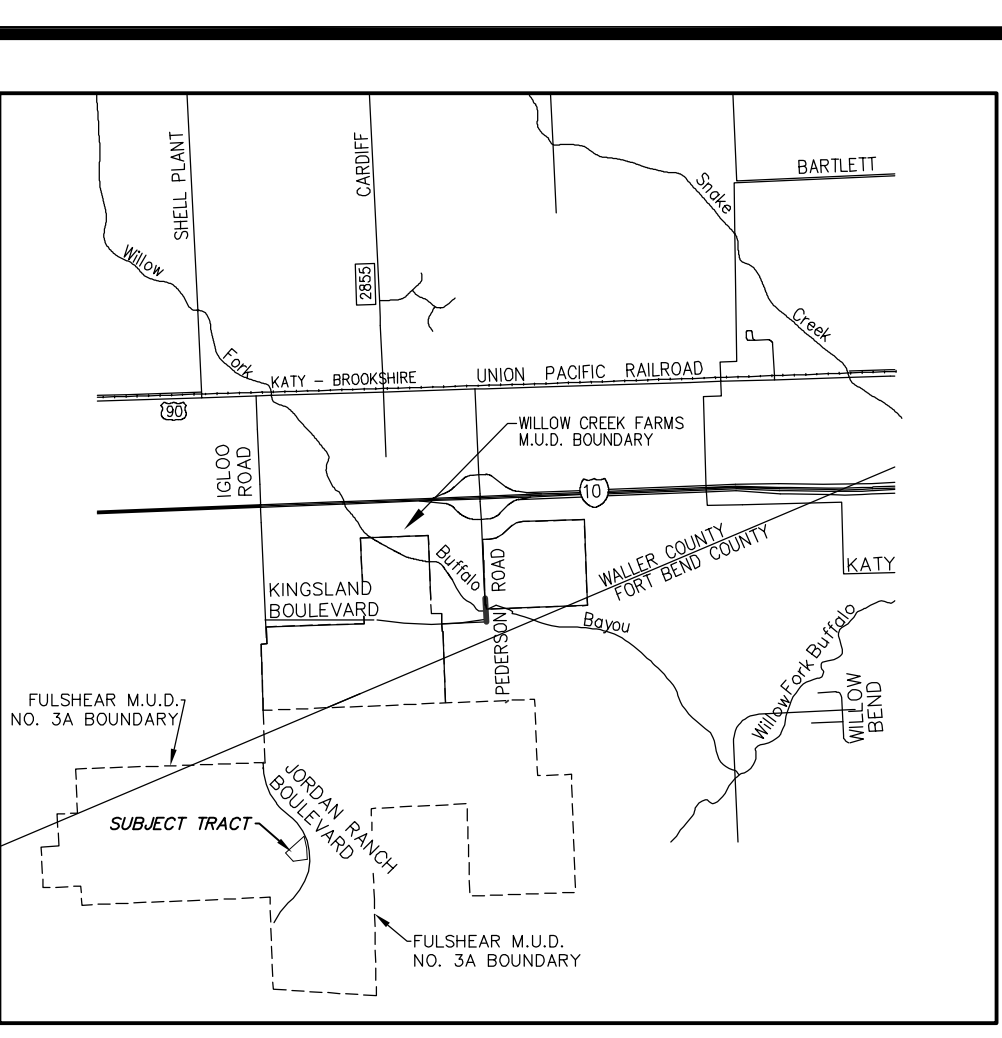 SHELL PLANT
CARDIFF
2855
BARTLETT
Snake
Creek
Willow
Fork
KATY - BROOKSHIRE
UNION PACIFIC RAILROAD
90
WILLOW CREEK FARMS
M.U.D. BOUNDARY
IGLOO
ROAD
10
Buffalo
Bayou
PEDERSON ROAD
WALLER COUNTY
FORT BEND COUNTY
KATY
KINGSLAND
BOULEVARD
Willow Fork Buffalo
WILLOW
BEND
FULSHEAR M.U.D.
NO. 3A BOUNDARY
JORDAN RANCH
BOULEVARD
SUBJECT TRACT
FULSHEAR M.U.D.
NO. 3A BOUNDARY